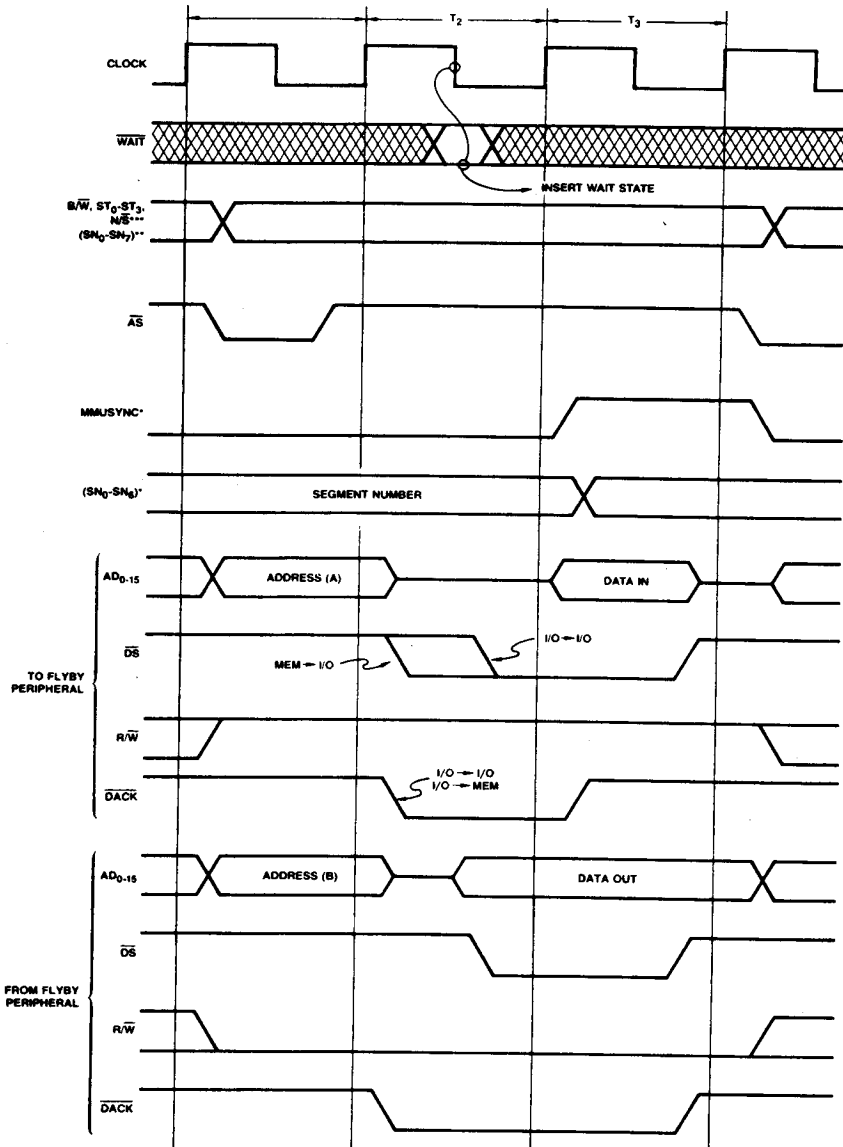 T₂
T₃
CLOCK
WAIT
INSERT WAIT STATE
B/W, ST₀-ST₃,
N/S***
(SN₀-SN₇)**
AS
MMUSYNC*
(SN₀-SN₆)*
SEGMENT NUMBER
AD₀₋₁₅
ADDRESS (A)
DATA IN
DS
I/O → I/O
MEM → I/O
TO FLYBY
PERIPHERAL
R/W
DACK
I/O → I/O
I/O → MEM
AD₀₋₁₅
ADDRESS (B)
DATA OUT
DS
FROM FLYBY
PERIPHERAL
R/W
DACK